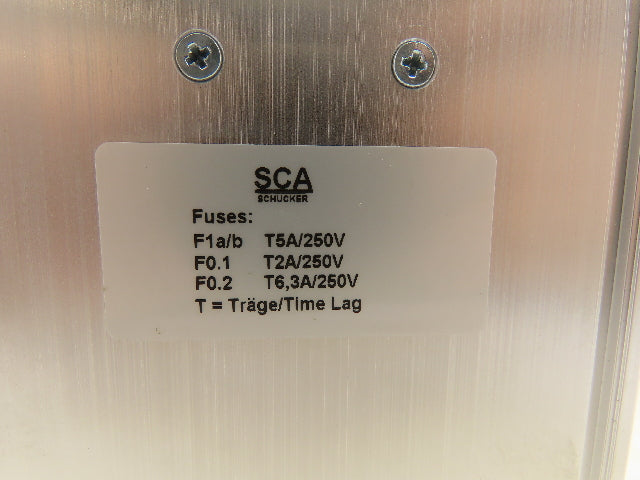 SCA
SCHUCKER
Fuses:
F1a/b T5A/250V
F0.1 T2A/250V
F0.2 T6,3A/250V
T = Träge/Time Lag